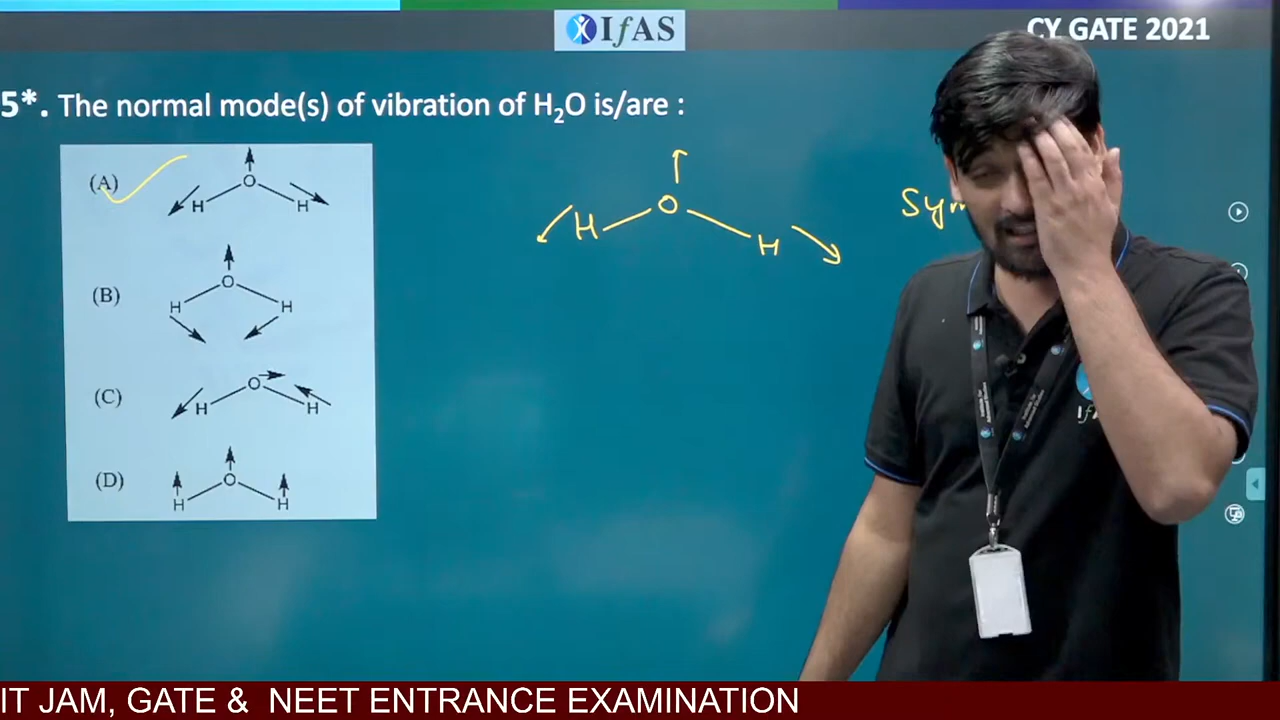 IfAS
CY GATE 2021
5*. The normal mode(s) of vibration of H₂O is/are :
(A)
O
H H
(B)
O
H H
(C)
O
H H
(D)
O
H H
O
H
H
Sym
IT JAM, GATE & NEET ENTRANCE EXAMINATION